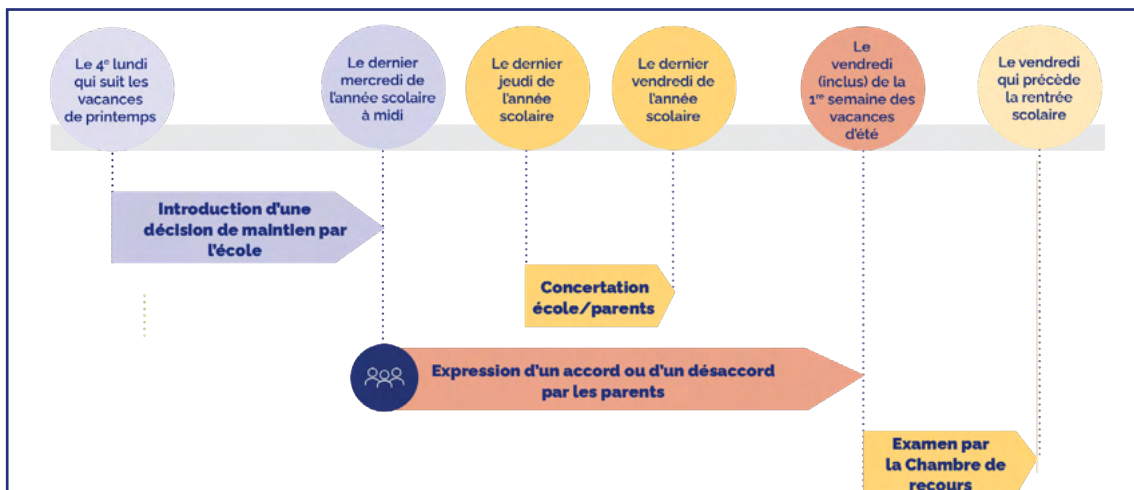 Le 4e lundi
qui suit les
vacances
de printemps
Le dernier
mercredi de
l'année scolaire
à midi
Le dernier
jeudi de
l'année
scolaire
Le dernier
vendredi de
l'année
scolaire
Le
vendredi
(inclus) de la
1re semaine des
vacances
d'été
Le vendredi
qui précède
la rentrée
scolaire
Introduction d'une
décision de maintien par
l'école
Concertation
école/parents
Expression d'un accord ou d'un désaccord
par les parents
Examen par
la Chambre de
recours